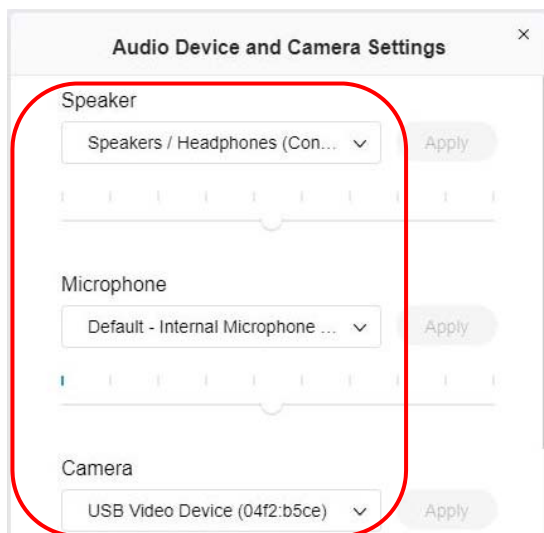 Audio Device and Camera Settings ×
Speaker
Speakers / Headphones (Con... Apply
Microphone
Default - Internal Microphone ... Apply
Camera
USB Video Device (04f2:b5ce) Apply